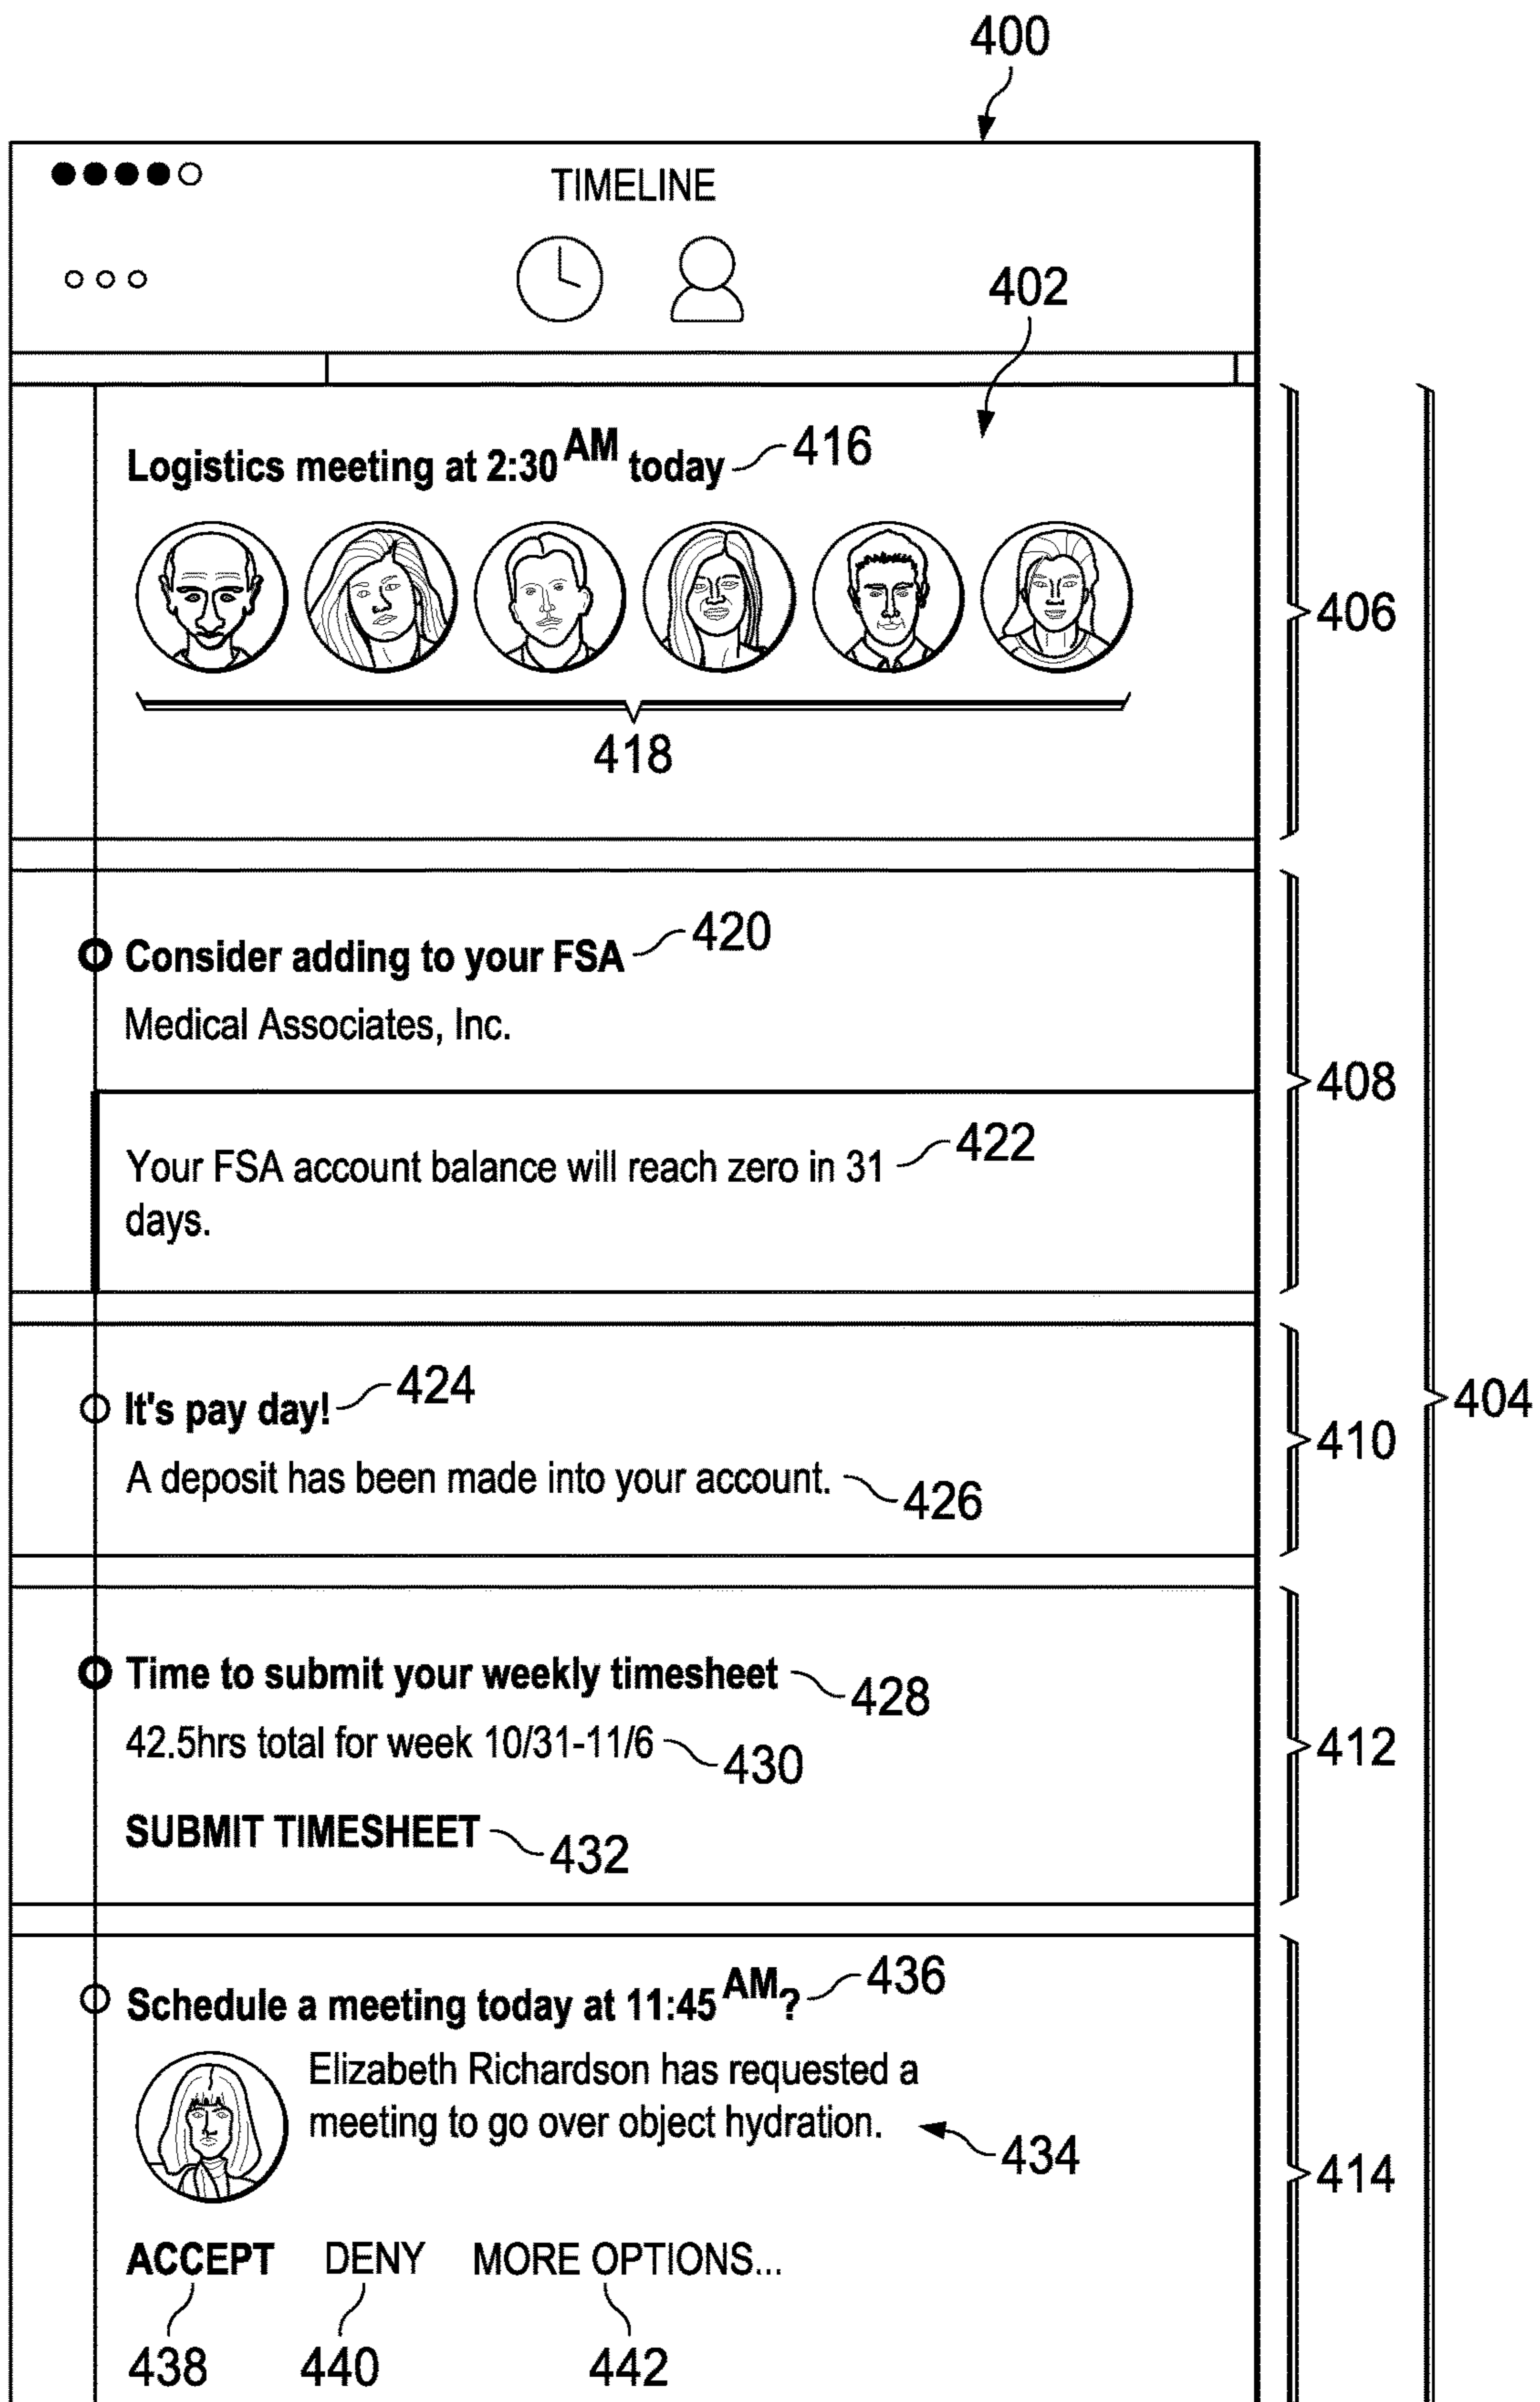 400
TIMELINE
402
Logistics meeting at 2:30 AM today
416
406
418
Consider adding to your FSA
420
Medical Associates, Inc.
408
Your FSA account balance will reach zero in 31
422
days.
It's pay day!
424
404
410
A deposit has been made into your account.
426
Time to submit your weekly timesheet
428
42.5hrs total for week 10/31-11/6
430
412
SUBMIT TIMESHEET
432
Schedule a meeting today at 11:45 AM?
436
Elizabeth Richardson has requested a
meeting to go over object hydration.
434
414
ACCEPT DENY MORE OPTIONS...
438 440 442